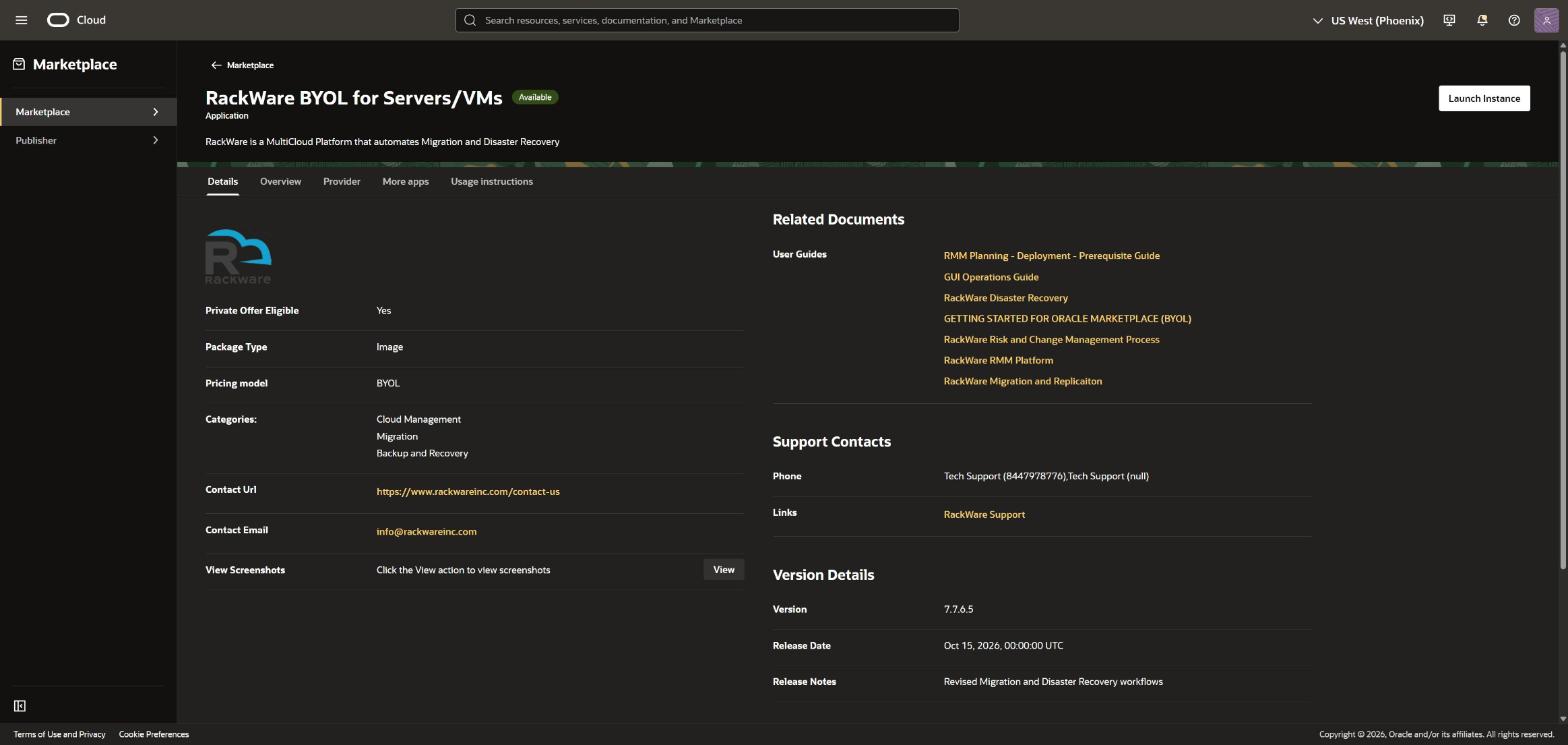 Cloud
Search resources, services, documentation, and Marketplace
US West (Phoenix)
Marketplace
Marketplace
Publisher
Marketplace
RackWare BYOL for Servers/VMs
Available
Application
RackWare is a MultiCloud Platform that automates Migration and Disaster Recovery
Launch Instance
Details Overview Provider More apps Usage instructions
RACKWARE
Private Offer Eligible Yes
Package Type Image
Pricing model BYOL
Categories: Cloud Management
Migration
Backup and Recovery
Contact Url https://www.rackwareinc.com/contact-us
Contact Email info@rackwareinc.com
View Screenshots Click the View action to view screenshots View
Related Documents
User Guides RMM Planning - Deployment - Prerequisite Guide
GUI Operations Guide
RackWare Disaster Recovery
GETTING STARTED FOR ORACLE MARKETPLACE (BYOL)
RackWare Risk and Change Management Process
RackWare RMM Platform
RackWare Migration and Replicaiton
Support Contacts
Phone Tech Support (8447978776),Tech Support (null)
Links RackWare Support
Version Details
Version 7.7.6.5
Release Date Oct 15, 2026, 00:00:00 UTC
Release Notes Revised Migration and Disaster Recovery workflows
Terms of Use and Privacy Cookie Preferences
Copyright © 2026, Oracle and/or its affiliates. All rights reserved.